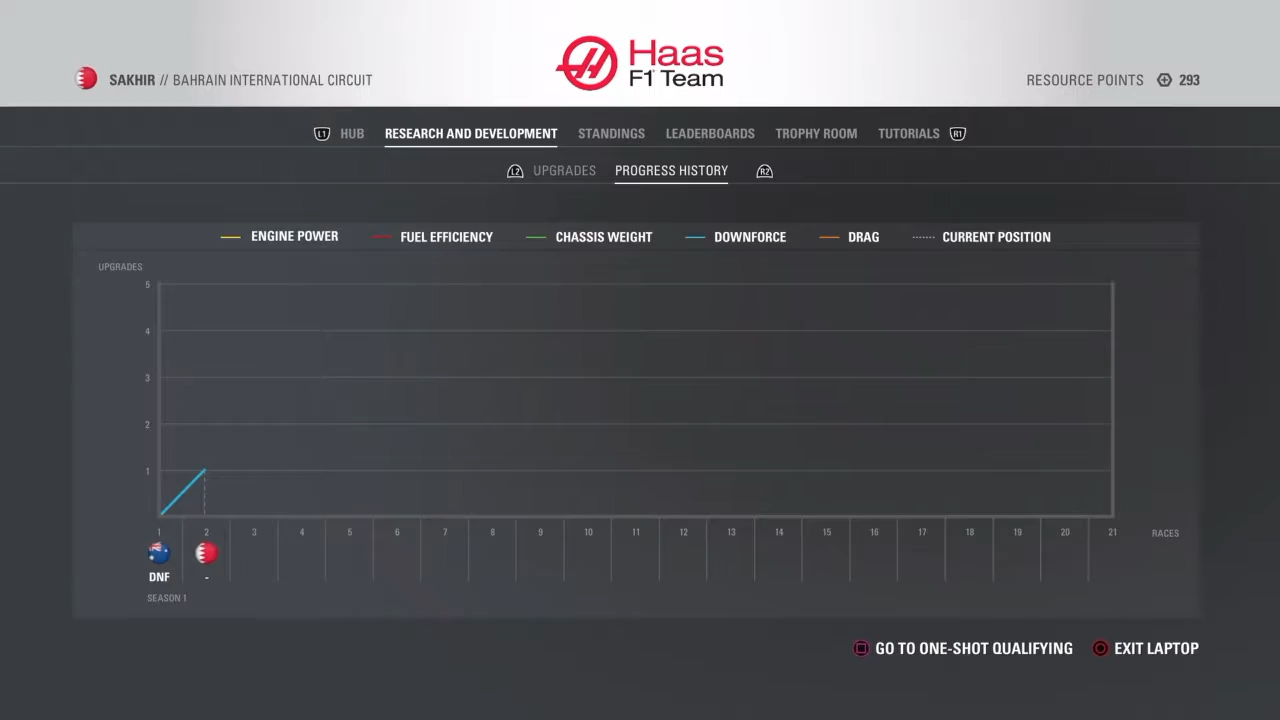 SAKHIR // BAHRAIN INTERNATIONAL CIRCUIT
Haas
F1 Team
RESOURCE POINTS 293
L1 HUB RESEARCH AND DEVELOPMENT STANDINGS LEADERBOARDS TROPHY ROOM TUTORIALS R1
L2 UPGRADES PROGRESS HISTORY R2
ENGINE POWER FUEL EFFICIENCY CHASSIS WEIGHT DOWNFORCE DRAG CURRENT POSITION
UPGRADES
5
4
3
2
1
1 2 3 4 5 6 7 8 9 10 11 12 13 14 15 16 17 18 19 20 21 RACES
DNF -
SEASON 1
GO TO ONE-SHOT QUALIFYING EXIT LAPTOP